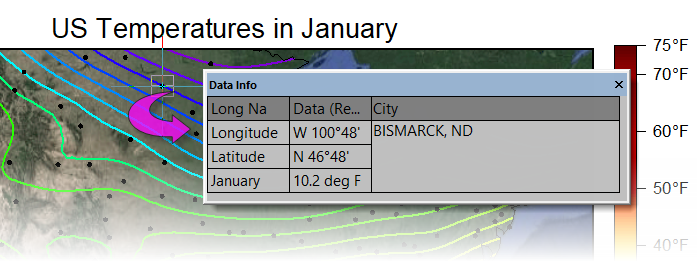 US Temperatures in January
Data Info ×
Long Na Data (Re... City
Longitude W 100°48' BISMARCK, ND
Latitude N 46°48'
January 10.2 deg F
75°F
70°F
60°F
50°F
40°F